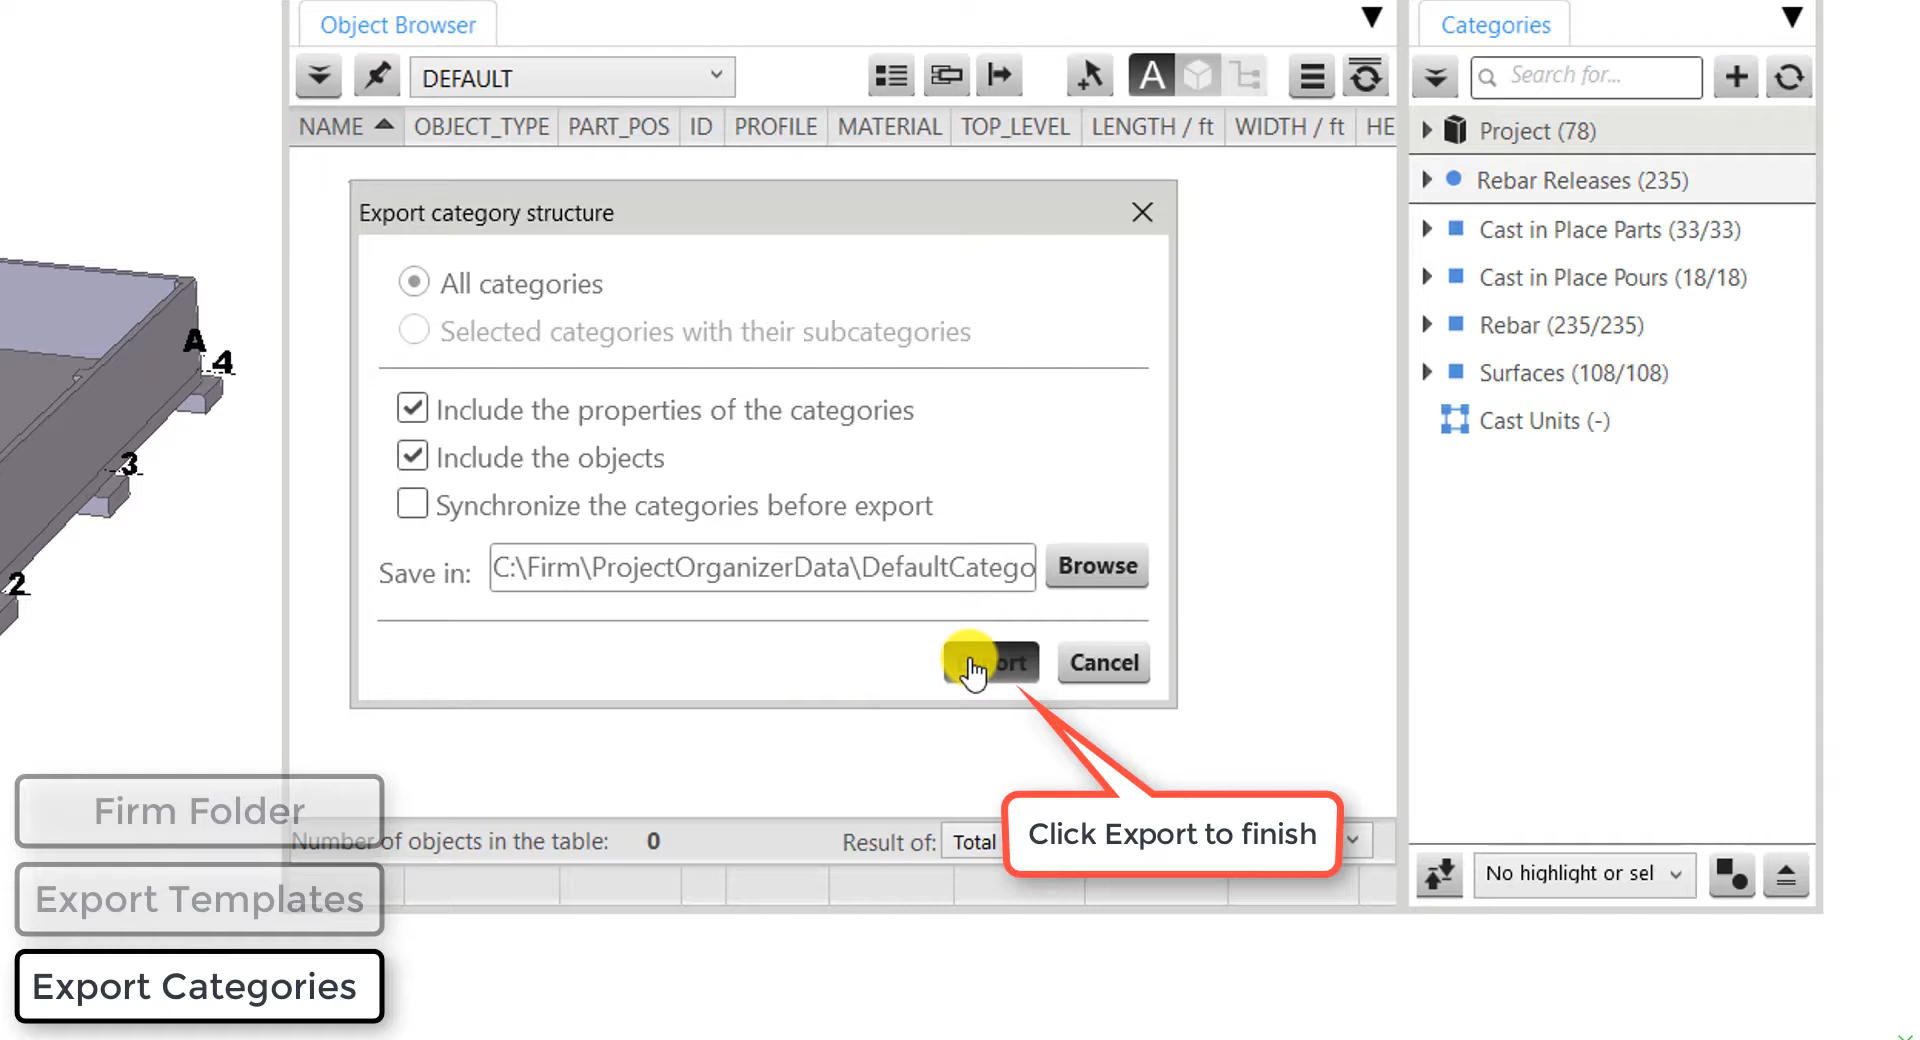 Object Browser
Categories
DEFAULT
A
Search for...
NAME OBJECT_TYPE PART_POS ID PROFILE MATERIAL TOP_LEVEL LENGTH / ft WIDTH / ft HE
Project (78)
Rebar Releases (235)
Cast in Place Parts (33/33)
Cast in Place Pours (18/18)
Rebar (235/235)
Surfaces (108/108)
Cast Units (-)
Export category structure
All categories
Selected categories with their subcategories
Include the properties of the categories
Include the objects
Synchronize the categories before export
Save in: C:\Firm\ProjectOrganizerData\DefaultCatego Browse
Cancel
A
4
3
2
Click Export to finish
Number of objects in the table: 0
Result of: Total
No highlight or sel
Firm Folder
Export Templates
Export Categories